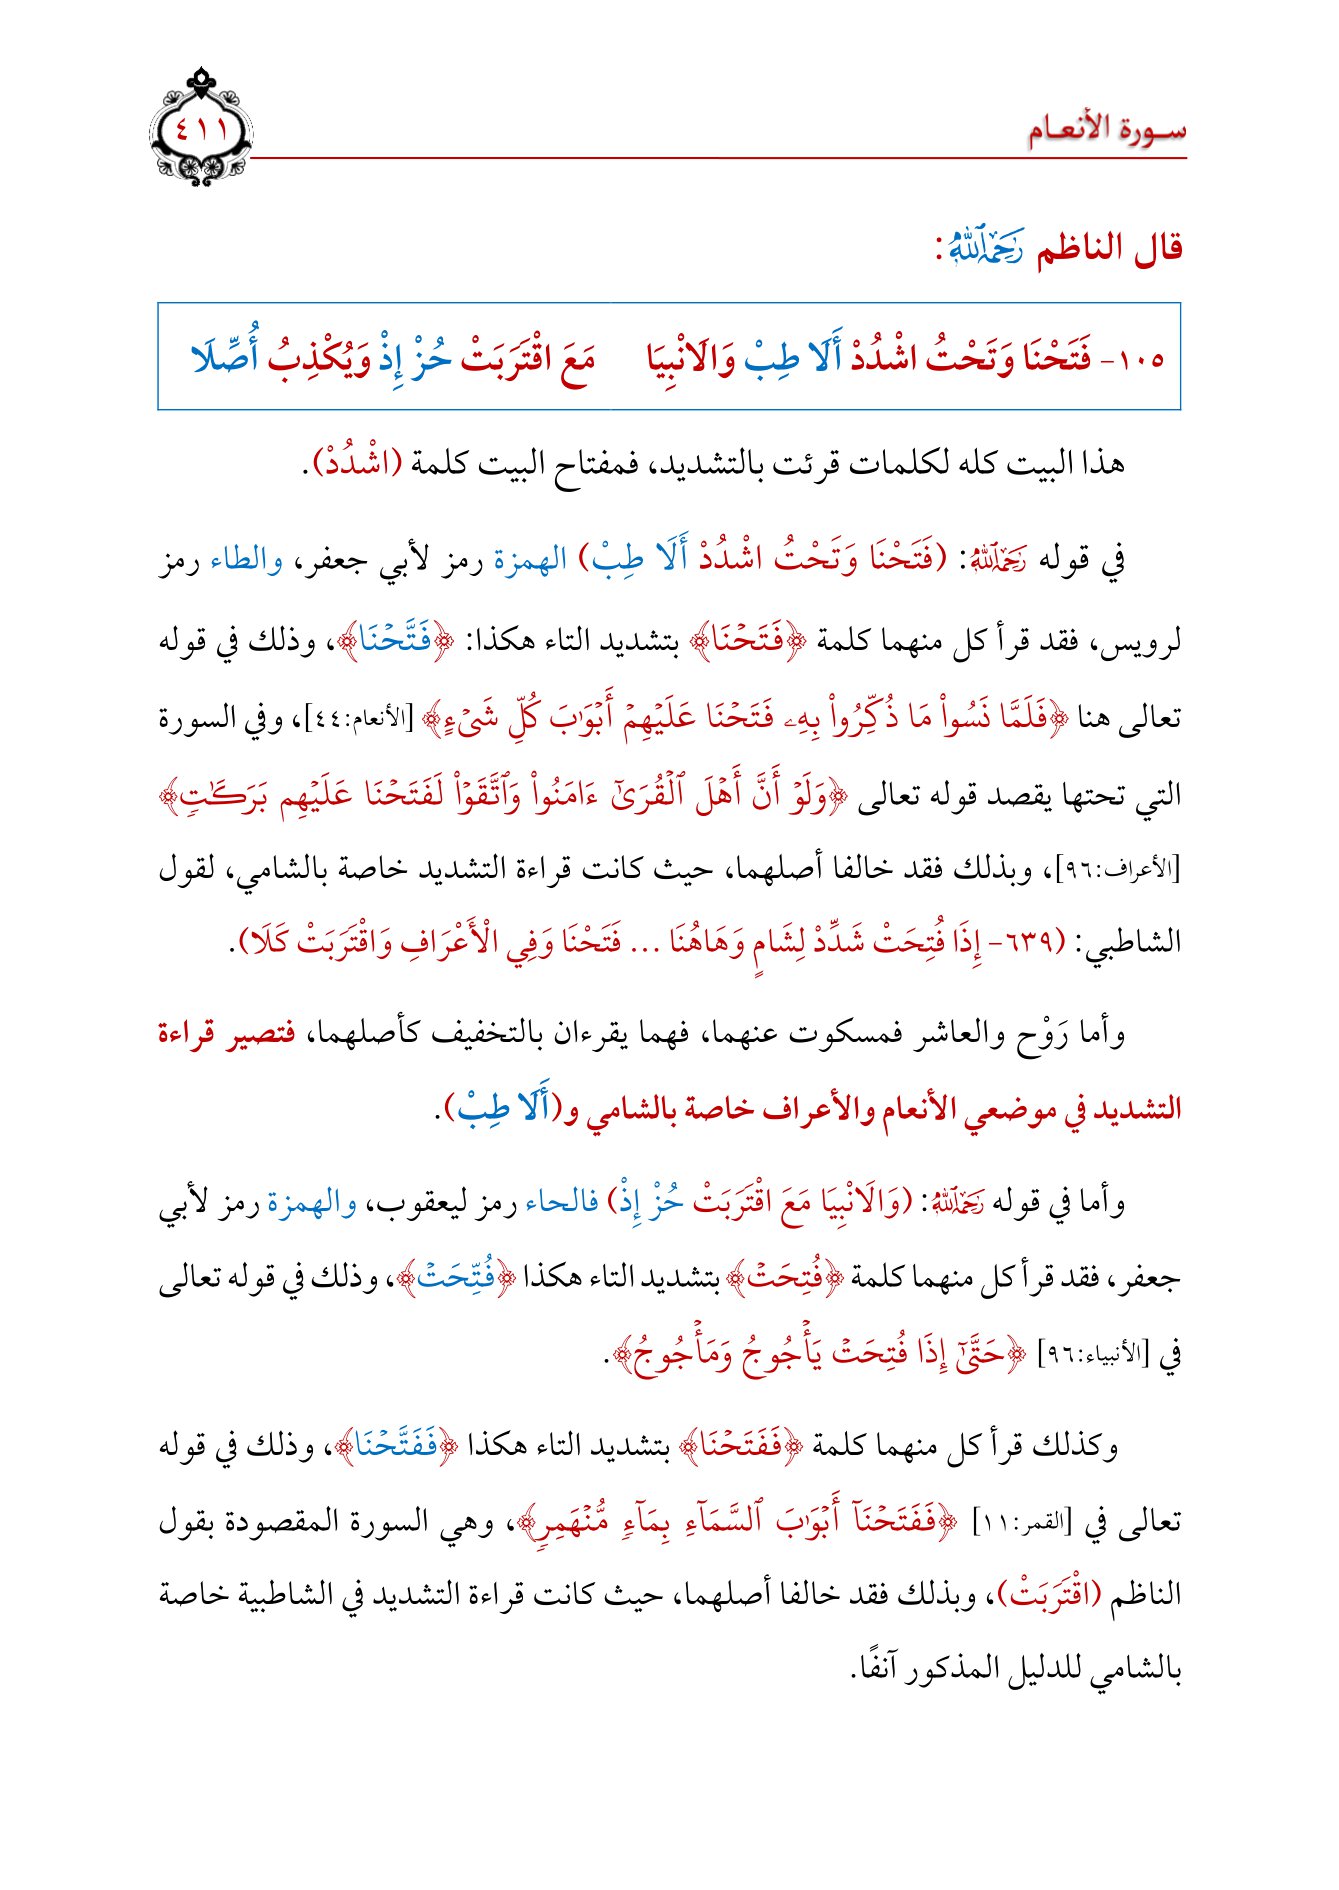 سورة الأنعام
٤١١
قال الناظم رَحِمَهُ ٱللَّهُ:
١٠٥- فَتَحْنَا وَتَحْتُ اشْدُدْ أَلَا طِبْ وَالَانْبِيَا مَعَ اقْتَرَبَتْ حُزْ إِذْ وَيُكْذِبُ أُصِّلَا
هذا البيت كله لكلمات قرئت بالتشديد، فمفتاح البيت كلمة (اشْدُدْ).
في قوله رَحِمَهُ ٱللَّهُ: (فَتَحْنَا وَتَحْتُ اشْدُدْ أَلَا طِبْ) الهمزة رمز لأبي جعفر، والطاء رمز
لرويس، فقد قرأ كل منهما كلمة ﴿فَتَحْنَا﴾ بتشديد التاء هكذا: ﴿فَتَّحْنَا﴾، وذلك في قوله
تعالى هنا ﴿فَلَمَّا نَسُوا۟ مَا ذُكِّرُوا۟ بِهِۦ فَتَحْنَا عَلَيْهِمْ أَبْوَٰبَ كُلِّ شَىْءٍ﴾ [الأنعام:٤٤]، وفي السورة
التي تحتها يقصد قوله تعالى ﴿وَلَوْ أَنَّ أَهْلَ ٱلْقُرَىٰٓ ءَامَنُوا۟ وَٱتَّقَوْا۟ لَفَتَحْنَا عَلَيْهِم بَرَكَٰتٍ﴾
[الأعراف:٩٦]، وبذلك فقد خالفا أصلهما، حيث كانت قراءة التشديد خاصة بالشامي، لقول
الشاطبي: (٦٣٩- إِذَا فُتِحَتْ شَدِّدْ لِشَامٍ وَهَاهُنَا ... فَتَحْنَا وَفِي الْأَعْرَافِ وَاقْتَرَبَتْ كَلَا).
وأما رَوْح والعاشر فمسكوت عنهما، فهما يقرءان بالتخفيف كأصلهما، فتصير قراءة
التشديد في موضعي الأنعام والأعراف خاصة بالشامي و(أَلَا طِبْ).
وأما في قوله رَحِمَهُ ٱللَّهُ: (وَالَانْبِيَا مَعَ اقْتَرَبَتْ حُزْ إِذْ) فالحاء رمز ليعقوب، والهمزة رمز لأبي
جعفر، فقد قرأ كل منهما كلمة ﴿فُتِحَتْ﴾ بتشديد التاء هكذا ﴿فُتِّحَتْ﴾، وذلك في قوله تعالى
في [الأنبياء:٩٦] ﴿حَتَّىٰٓ إِذَا فُتِحَتْ يَأْجُوجُ وَمَأْجُوجُ﴾.
وكذلك قرأ كل منهما كلمة ﴿فَفَتَحْنَا﴾ بتشديد التاء هكذا ﴿فَفَتَّحْنَا﴾، وذلك في قوله
تعالى في [القمر:١١] ﴿فَفَتَحْنَآ أَبْوَٰبَ ٱلسَّمَآءِ بِمَآءٍ مُّنْهَمِرٍ﴾، وهي السورة المقصودة بقول
الناظم (اقْتَرَبَتْ)، وبذلك فقد خالفا أصلهما، حيث كانت قراءة التشديد في الشاطبية خاصة
بالشامي للدليل المذكور آنفًا.